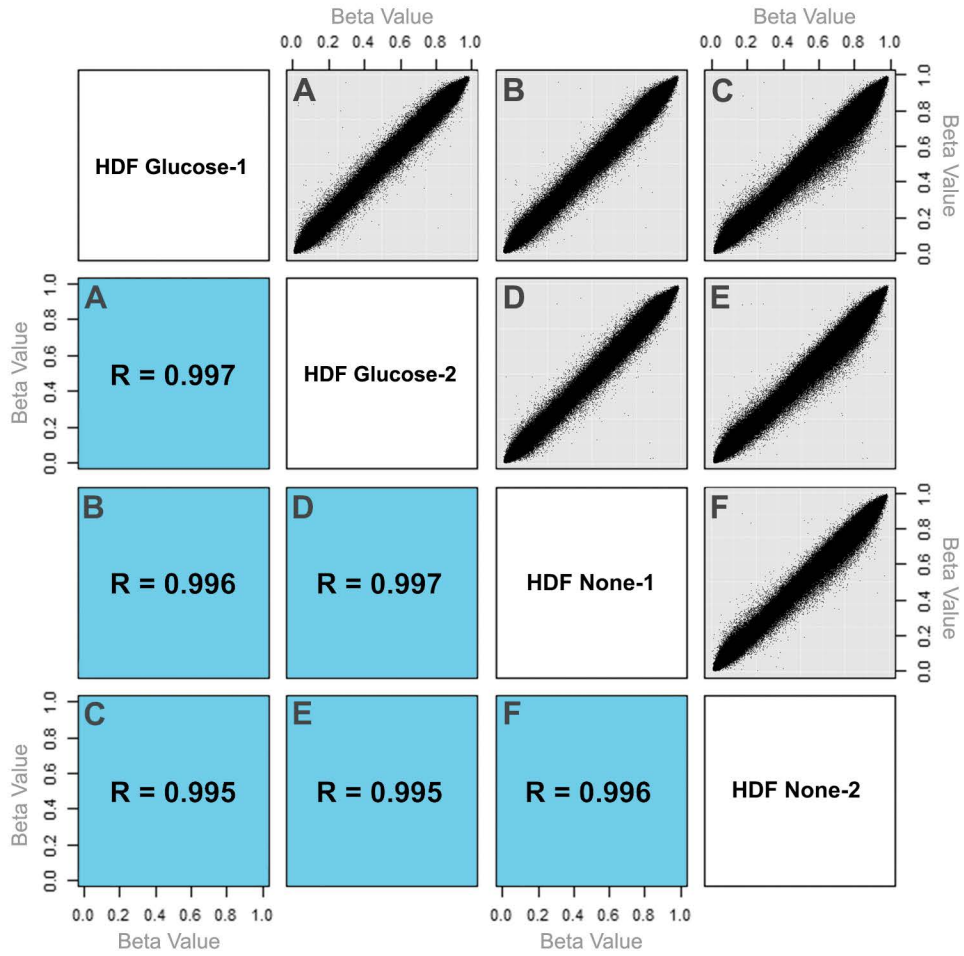 Beta Value
Beta Value
0.0 0.2 0.4 0.6 0.8 1.0
0.0 0.2 0.4 0.6 0.8 1.0
HDF Glucose-1
A
B
C
0.0 0.2 0.4 0.6 0.8 1.0
Beta Value
Beta Value
0.0 0.2 0.4 0.6 0.8 1.0
A
R = 0.997
HDF Glucose-2
D
E
B
R = 0.996
D
R = 0.997
HDF None-1
F
0.0 0.2 0.4 0.6 0.8 1.0
Beta Value
Beta Value
0.0 0.2 0.4 0.6 0.8 1.0
C
R = 0.995
E
R = 0.995
F
R = 0.996
HDF None-2
0.0 0.2 0.4 0.6 0.8 1.0
0.0 0.2 0.4 0.6 0.8 1.0
Beta Value
Beta Value